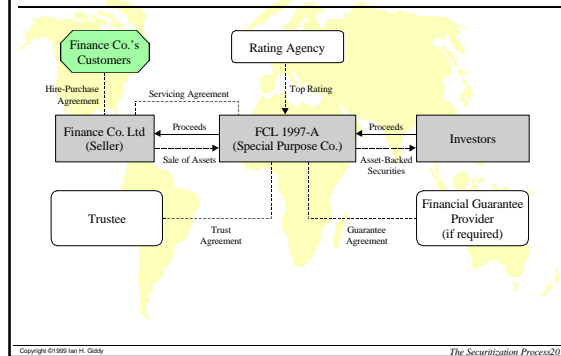 Finance Co.'s
Customers
Rating Agency
Hire-Purchase
Agreement
Servicing Agreement
Top Rating
Finance Co. Ltd
(Seller)
Proceeds
Sale of Assets
FCL 1997-A
(Special Purpose Co.)
Proceeds
Asset-Backed
Securities
Investors
Trustee
Trust
Agreement
Guarantee
Agreement
Financial Guarantee
Provider
(if required)
Copyright ©1999 Ian H. Giddy
The Securitization Process20